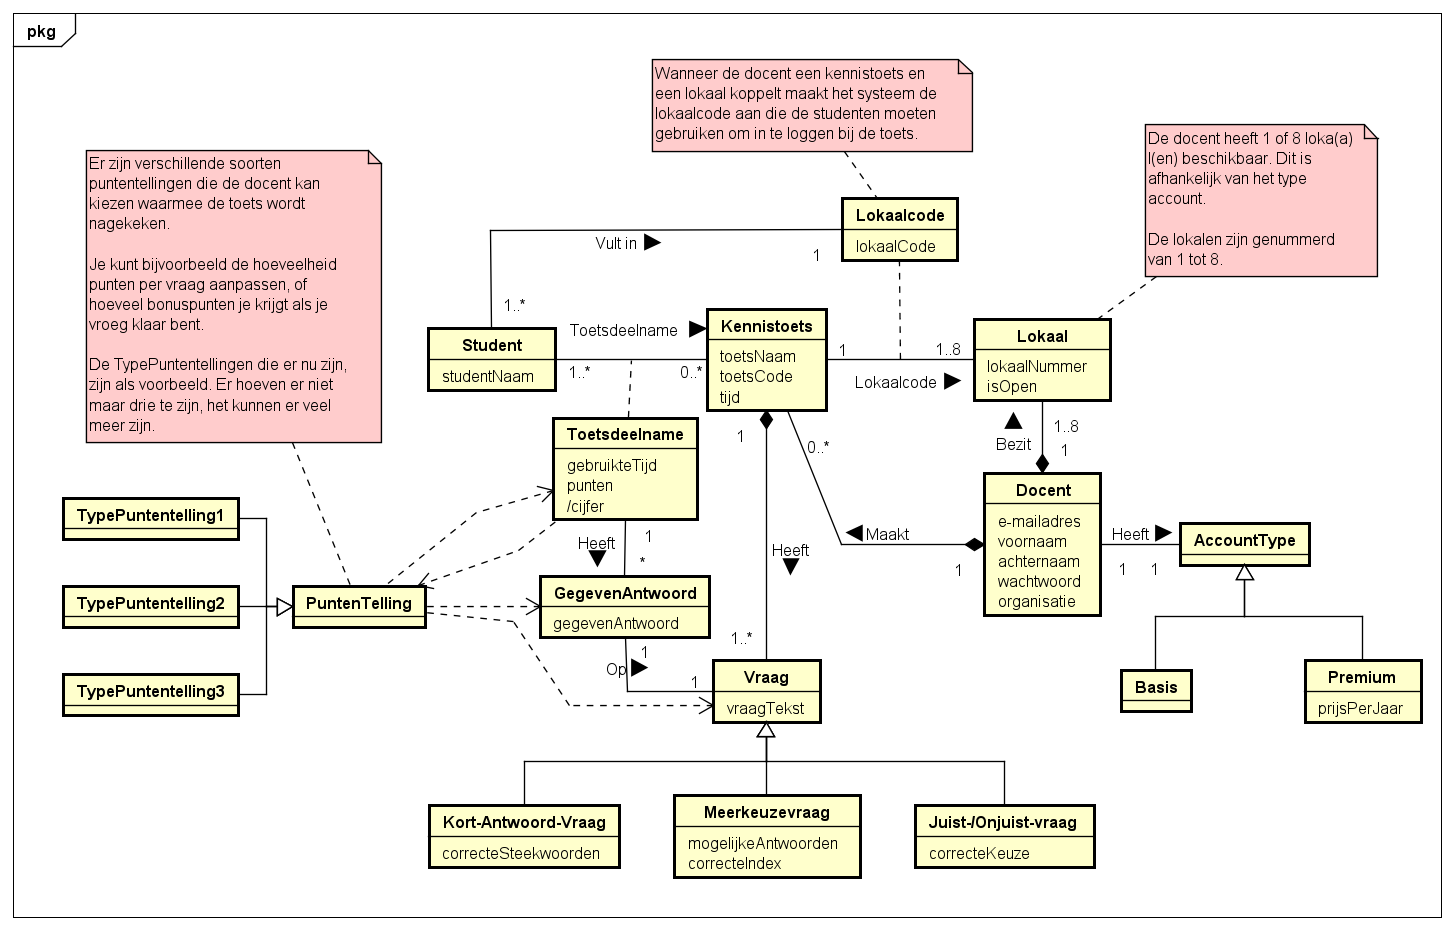 pkg
Wanneer de docent een kennistoets en
een lokaal koppelt maakt het systeem de
lokaalcode aan die de studenten moeten
gebruiken om in te loggen bij de toets.
De docent heeft 1 of 8 loka(a)
l(en) beschikbaar. Dit is
afhankelijk van het type
account.
De lokalen zijn genummerd
van 1 tot 8.
Er zijn verschillende soorten
puntentellingen die de docent kan
kiezen waarmee de toets wordt
nagekeken.
Je kunt bijvoorbeeld de hoeveelheid
punten per vraag aanpassen, of
hoeveel bonuspunten je krijgt als je
vroeg klaar bent.
De TypePuntentellingen die er nu zijn,
zijn als voorbeeld. Er hoeven er niet
maar drie te zijn, het kunnen er veel
meer zijn.
Lokaalcode
lokaalCode
Vult in
1
1..*
Student
studentNaam
Toetsdeelname
1..*
0..*
Kennistoets
toetsNaam
toetsCode
tijd
1
1..8
Lokaalcode
Lokaal
lokaalNummer
isOpen
Bezit
1..8
1
Toetsdeelname
gebruikteTijd
punten
/cijfer
1
0..*
Docent
e-mailadres
voornaam
achternaam
wachtwoord
organisatie
Maakt
1
Heeft
1
1
AccountType
Heeft
1
*
Heeft
1..*
TypePuntentelling1
TypePuntentelling2
TypePuntentelling3
PuntenTelling
GegevenAntwoord
gegevenAntwoord
Op
1
1
Vraag
vraagTekst
Basis
Premium
prijsPerJaar
Kort-Antwoord-Vraag
correcteSteekwoorden
Meerkeuzevraag
mogelijkeAntwoorden
correcteIndex
Juist-/Onjuist-vraag
correcteKeuze